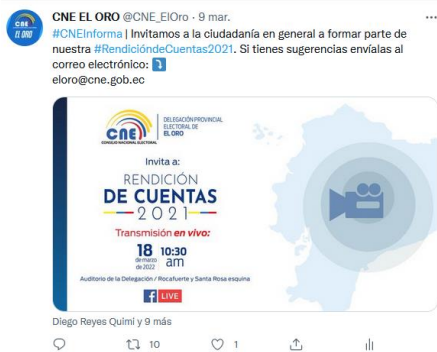 CNE EL ORO @CNE_ElOro · 9 mar.
#CNEInforma | Invitamos a la ciudadanía en general a formar parte de
nuestra #RendicióndeCuentas2021. Si tienes sugerencias envíalas al
correo electrónico: ⤵
eloro@cne.gob.ec
CNE
EL ORO
CNE
CONSEJO NACIONAL ELECTORAL
DELEGACIÓN PROVINCIAL
ELECTORAL DE
EL ORO
Invita a:
RENDICIÓN
DE CUENTAS
2021
Transmisión en vivo:
18 10:30
de marzo am
de 2022
Auditorio de la Delegación / Rocafuerte y Santa Rosa esquina
f LIVE
Diego Reyes Quimi y 9 más
10 1